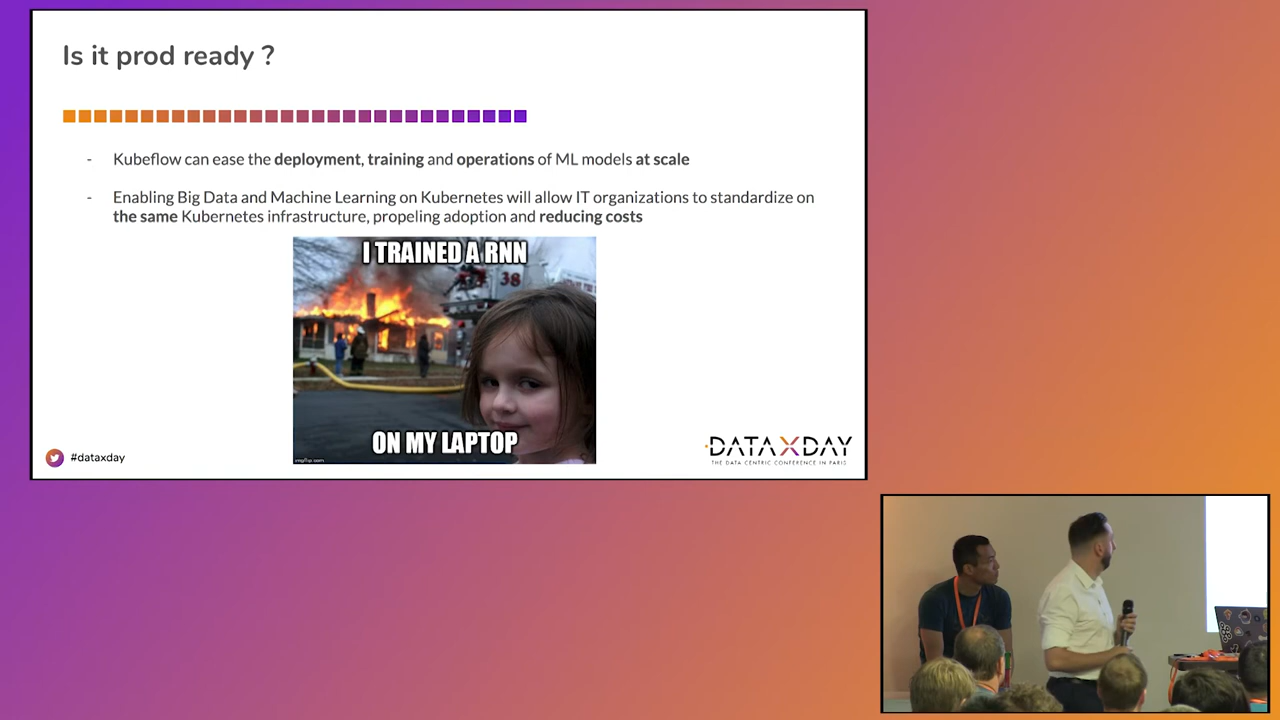 Is it prod ready ?
- Kubeflow can ease the deployment, training and operations of ML models at scale
- Enabling Big Data and Machine Learning on Kubernetes will allow IT organizations to standardize on
the same Kubernetes infrastructure, propeling adoption and reducing costs
I TRAINED A RNN
38
ON MY LAPTOP
imgflip.com
#dataxday
DATAXDAY
THE DATA CENTRIC CONFERENCE IN PARIS